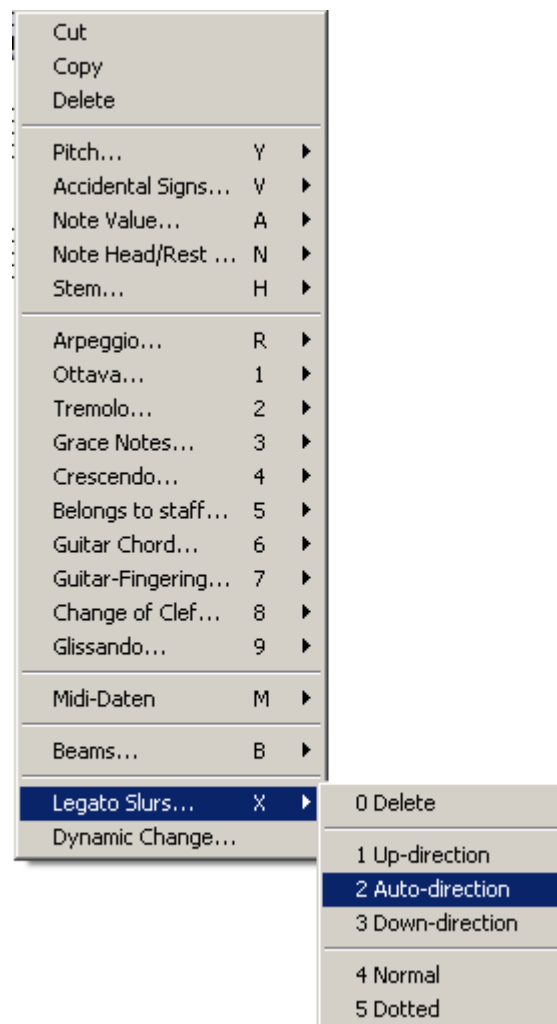 Cut
Copy
Delete
Pitch... Y
Accidental Signs... V
Note Value... A
Note Head/Rest ... N
Stem... H
Arpeggio... R
Ottava... 1
Tremolo... 2
Grace Notes... 3
Crescendo... 4
Belongs to staff... 5
Guitar Chord... 6
Guitar-Fingering... 7
Change of Clef... 8
Glissando... 9
Midi-Daten M
Beams... B
Legato Slurs... X
Dynamic Change...
0 Delete
1 Up-direction
2 Auto-direction
3 Down-direction
4 Normal
5 Dotted